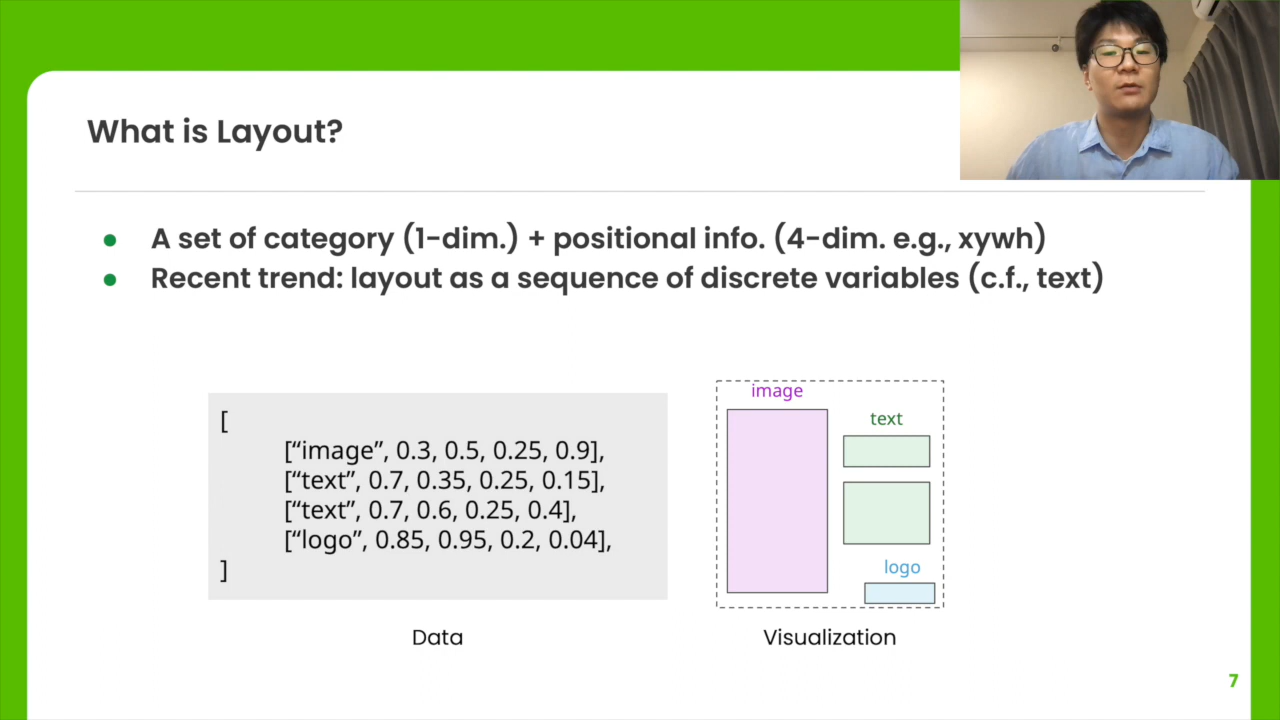 What is Layout?
● A set of category (1-dim.) + positional info. (4-dim. e.g., xywh)
● Recent trend: layout as a sequence of discrete variables (c.f., text)
[
[“image”, 0.3, 0.5, 0.25, 0.9],
[“text”, 0.7, 0.35, 0.25, 0.15],
[“text”, 0.7, 0.6, 0.25, 0.4],
[“logo”, 0.85, 0.95, 0.2, 0.04],
]
Data
image
text
logo
Visualization
7